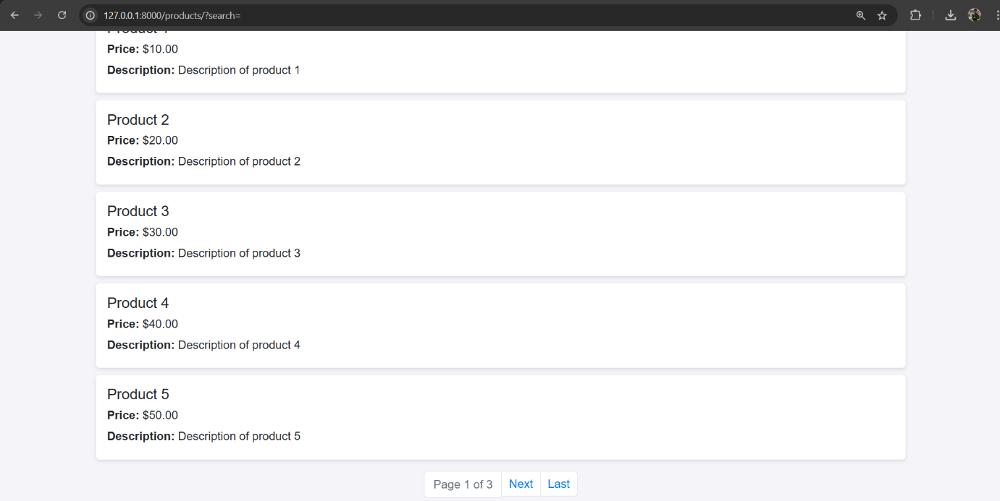 127.0.0.1:8000/products/?search=
Price: $10.00
Description: Description of product 1
Product 2
Price: $20.00
Description: Description of product 2
Product 3
Price: $30.00
Description: Description of product 3
Product 4
Price: $40.00
Description: Description of product 4
Product 5
Price: $50.00
Description: Description of product 5
Page 1 of 3 Next Last